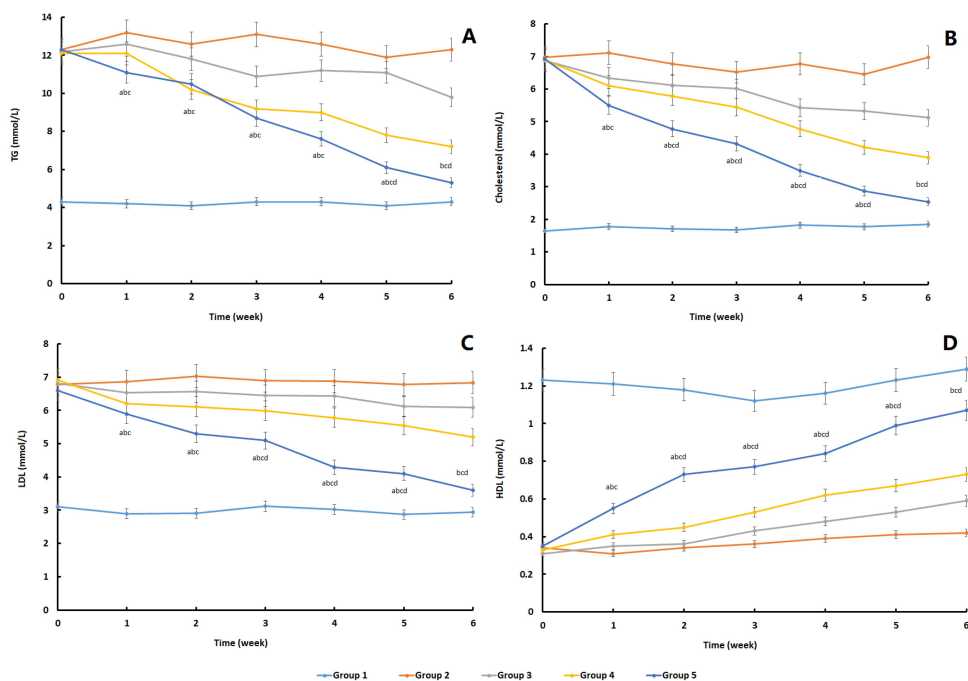 A
TG (mmol/L)
14
12
10
8
6
4
2
0
abc
abc
abc
abc
abcd
bcd
0 1 2 3 4 5 6
Time (week)
B
Cholesterol (mmol/L)
8
7
6
5
4
3
2
1
0
abc
abcd
abcd
abcd
abcd
bcd
0 1 2 3 4 5 6
Time (week)
C
LDL (mmol/L)
8
7
6
5
4
3
2
1
0
abc
abc
abcd
abcd
abcd
bcd
0 1 2 3 4 5 6
Time (week)
D
HDL (mmol/L)
1.4
1.2
1
0.8
0.6
0.4
0.2
0
abc
abcd
abcd
abcd
abcd
bcd
0 1 2 3 4 5 6
Time (week)
Group 1 Group 2 Group 3 Group 4 Group 5